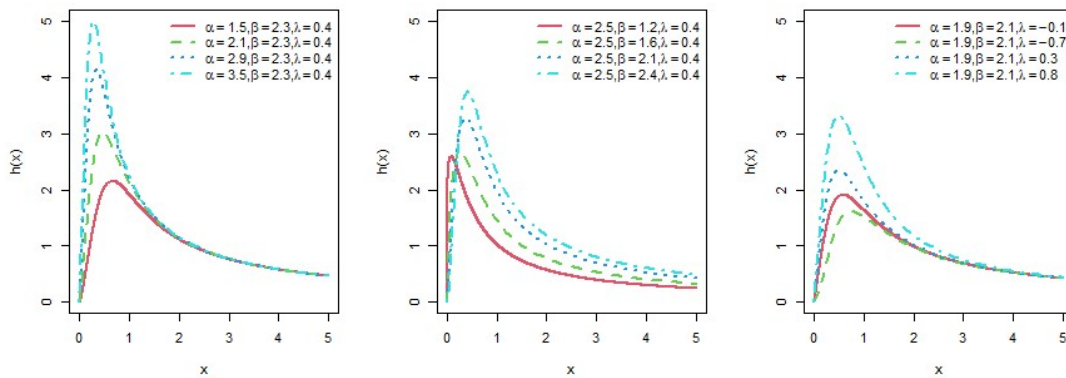 α=1.5,β=2.3,λ=0.4
α=2.1,β=2.3,λ=0.4
α=2.9,β=2.3,λ=0.4
α=3.5,β=2.3,λ=0.4
h(x)
5
4
3
2
1
0
0 1 2 3 4 5
x
α=2.5,β=1.2,λ=0.4
α=2.5,β=1.6,λ=0.4
α=2.5,β=2.1,λ=0.4
α=2.5,β=2.4,λ=0.4
h(x)
5
4
3
2
1
0
0 1 2 3 4 5
x
α=1.9,β=2.1,λ=−0.1
α=1.9,β=2.1,λ=−0.7
α=1.9,β=2.1,λ=0.3
α=1.9,β=2.1,λ=0.8
h(x)
5
4
3
2
1
0
0 1 2 3 4 5
x